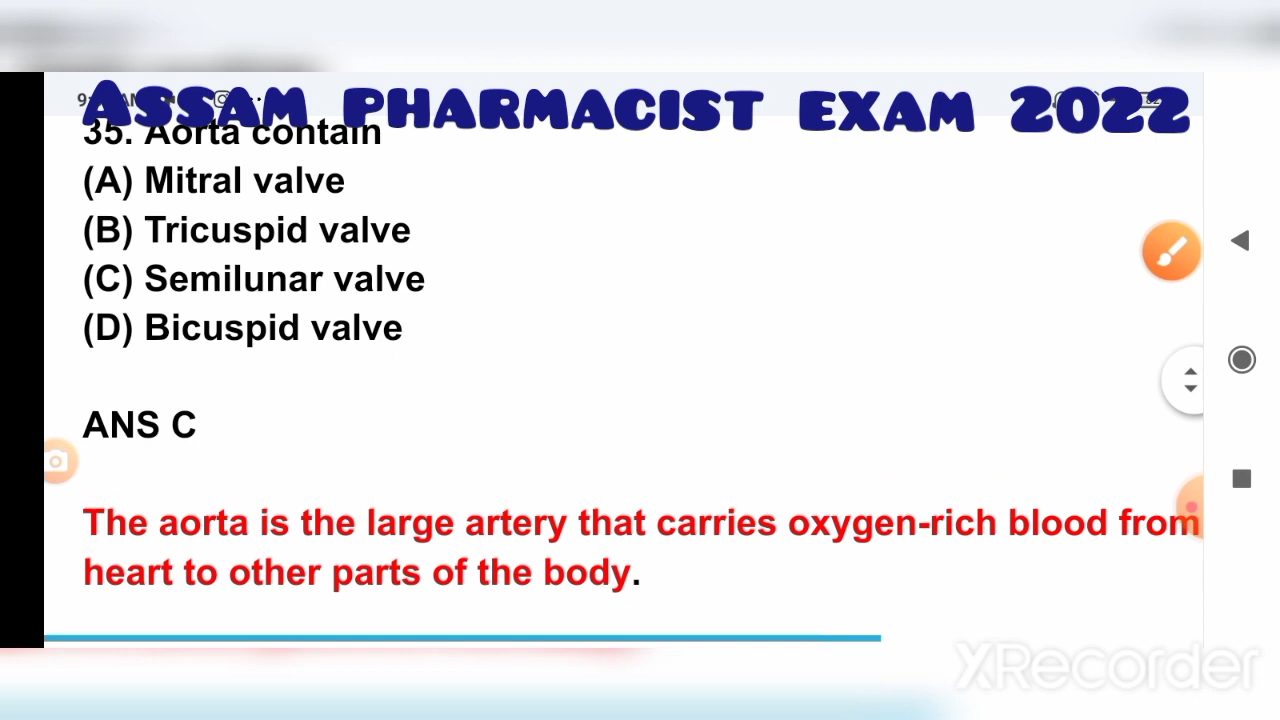 ASSAM PHARMACIST EXAM 2022
35. Aorta contain
(A) Mitral valve
(B) Tricuspid valve
(C) Semilunar valve
(D) Bicuspid valve
ANS C
The aorta is the large artery that carries oxygen-rich blood from
heart to other parts of the body.
XRecorder